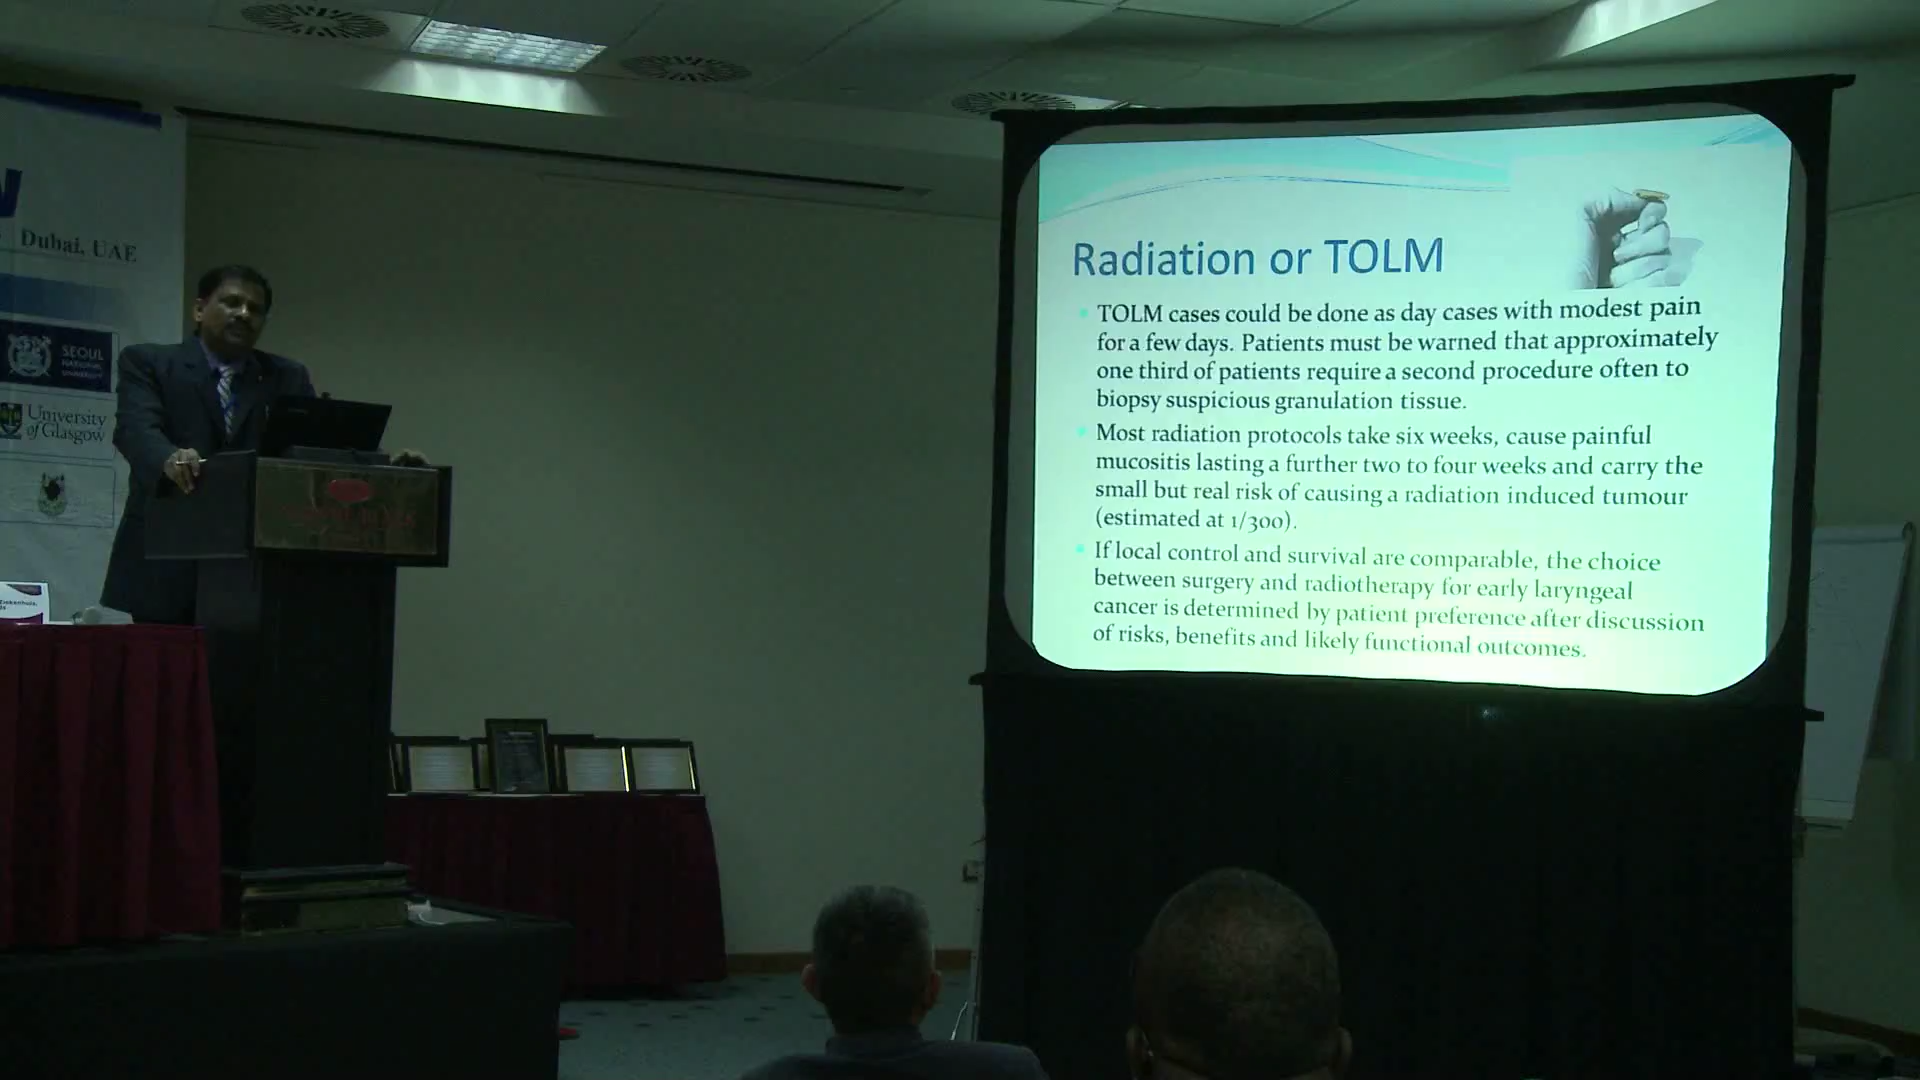 Dubai, UAE
SEOUL
NATIONAL
UNIVERSITY
University
of Glasgow
Radiation or TOLM
TOLM cases could be done as day cases with modest pain
for a few days. Patients must be warned that approximately
one third of patients require a second procedure often to
biopsy suspicious granulation tissue.
Most radiation protocols take six weeks, cause painful
mucositis lasting a further two to four weeks and carry the
small but real risk of causing a radiation induced tumour
(estimated at 1/300).
If local control and survival are comparable, the choice
between surgery and radiotherapy for early laryngeal
cancer is determined by patient preference after discussion
of risks, benefits and likely functional outcomes.